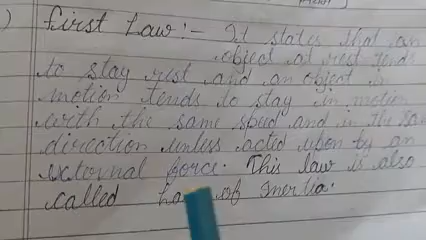 ) First Law :- It states that an
object at rest tends
to stay rest and an object in
motion tends to stay in motion
with the same speed and in the
direction unless acted upon by an
external force. This law is also
called of Inertia.